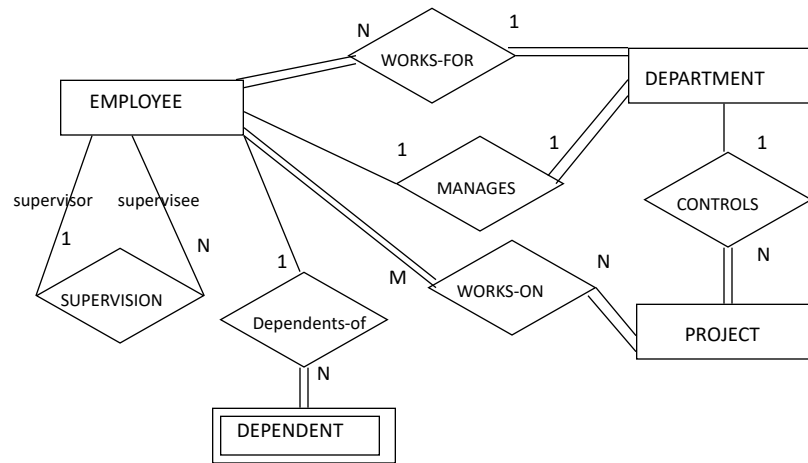 N
1
WORKS-FOR
DEPARTMENT
EMPLOYEE
1
1
1
MANAGES
supervisor
supervisee
CONTROLS
1
N
1
M
N
N
SUPERVISION
WORKS-ON
Dependents-of
PROJECT
N
DEPENDENT